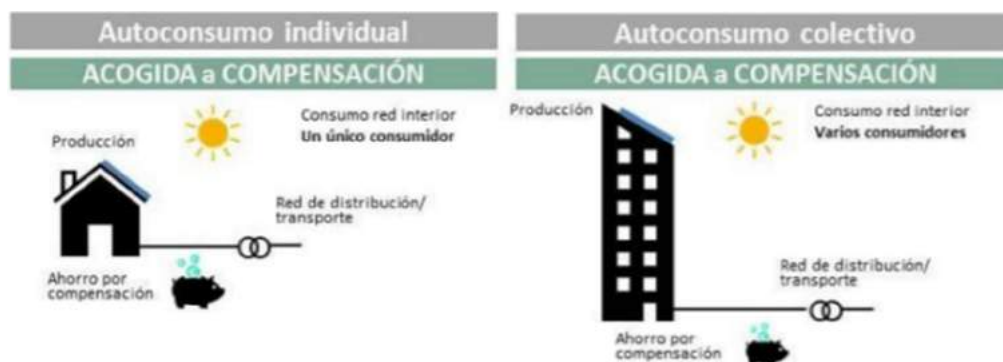 Autoconsumo individual
ACOGIDA a COMPENSACIÓN
Consumo red interior
Un único consumidor
Producción
Red de distribución/
transporte
Ahorro por
compensación
Autoconsumo colectivo
ACOGIDA a COMPENSACIÓN
Producción
Consumo red interior
Varios consumidores
Red de distribución/
transporte
Ahorro por
compensación